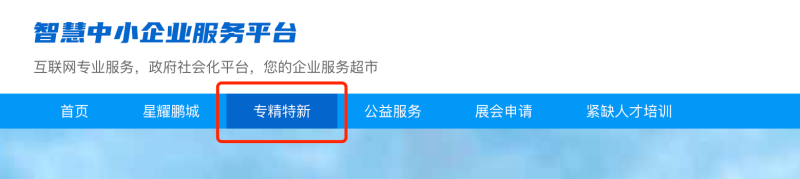 智慧中小企业服务平台
互联网专业服务，政府社会化平台，您的企业服务超市
首页 星耀鹏城 专精特新 公益服务 展会申请 紧缺人才培训